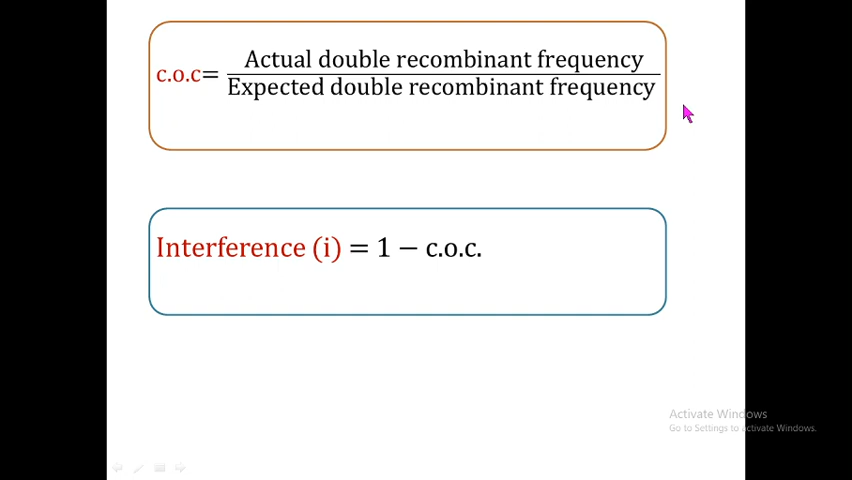 Actual double recombinant frequency
c.o.c=
Expected double recombinant frequency
Interference (i) = 1 − c.o.c.
Activate Windows
Go to Settings to activate Windows.